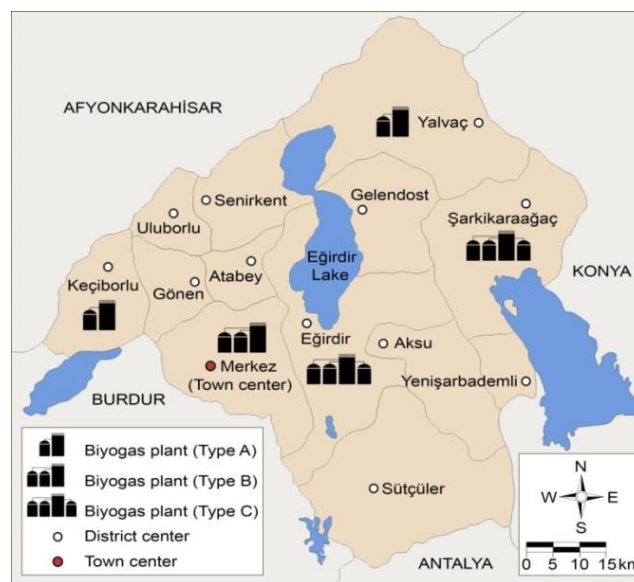 AFYONKARAHİSAR
Yalvaç
Senirkent
Gelendost
Şarkikaraağaç
Uluborlu
Eğirdir
Lake
KONYA
Keçiborlu
Gönen
Atabey
Eğirdir
Aksu
Merkez
(Town center)
Yenişarbademli
BURDUR
Sütçüler
ANTALYA
Biyogas plant (Type A)
Biyogas plant (Type B)
Biyogas plant (Type C)
District center
Town center
N
W E
S
0 5 10 15 km